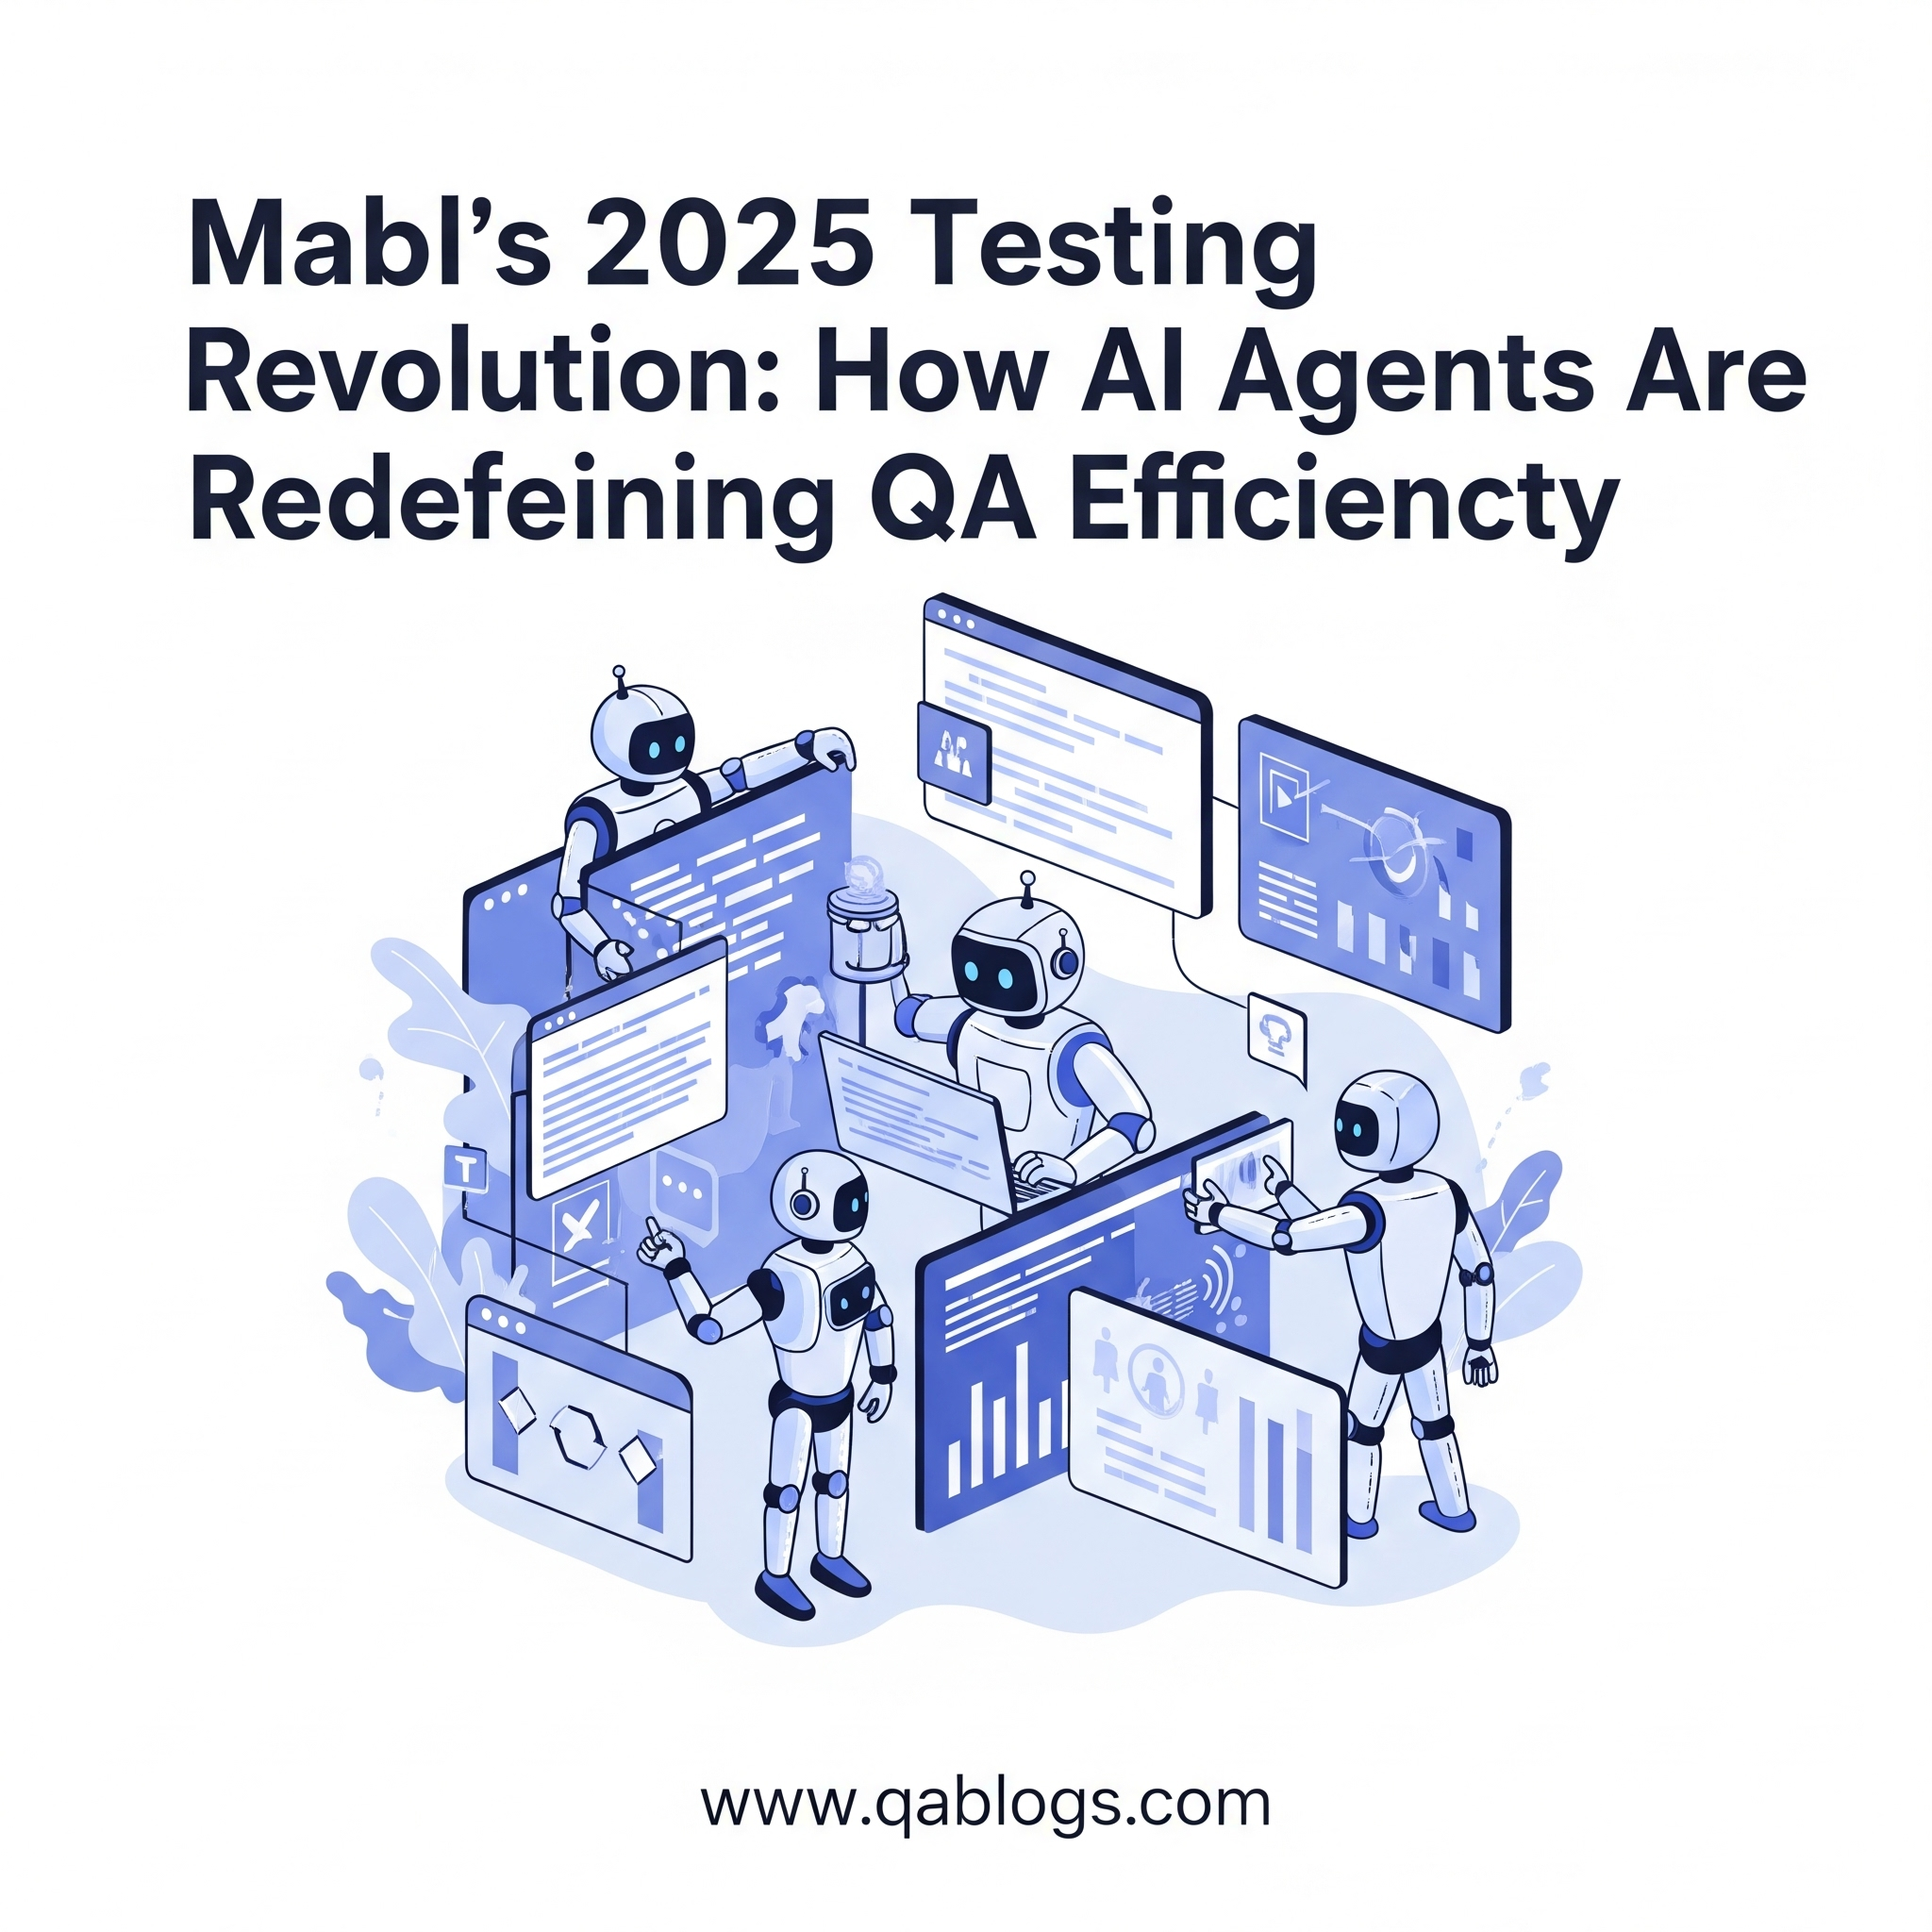 Mabl’s 2025 Testing
Revolution: How AI Agents Are
Redefeining QA Efficiencty
T
www.qablogs.com